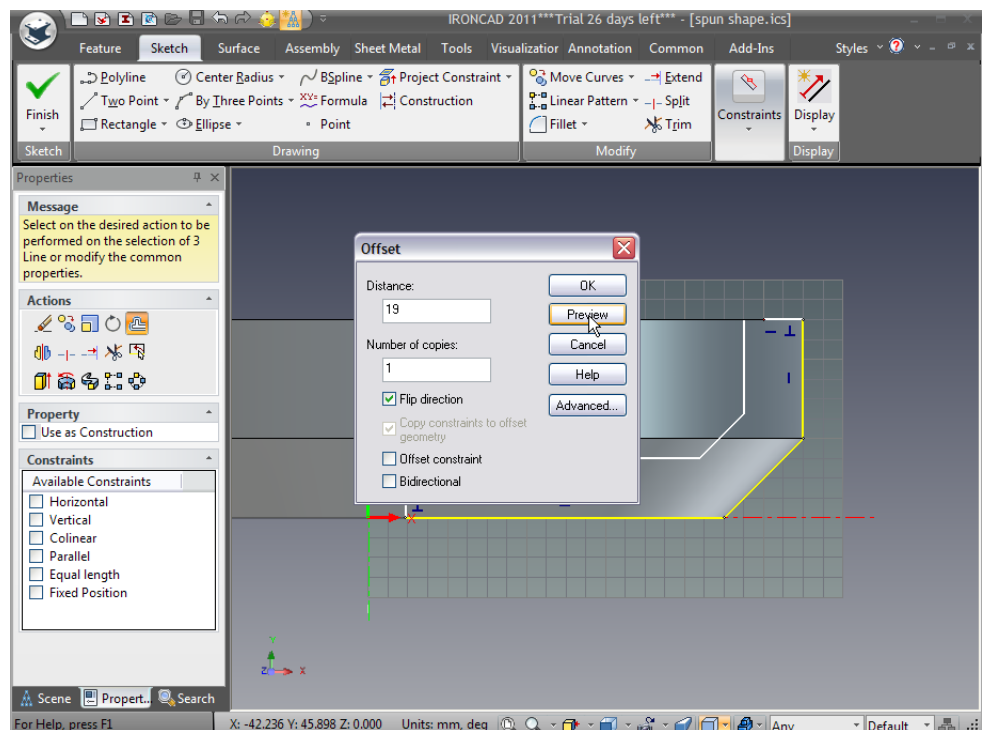 IRONCAD 2011***Trial 26 days left*** - [spun shape.ics]
Feature Sketch Surface Assembly Sheet Metal Tools Visualization Annotation Common Add-Ins Styles
Finish
Polyline Center Radius BSpline Project Constraint
Two Point By Three Points XY= Formula Construction
Rectangle Ellipse Point
Move Curves Extend
Linear Pattern Split
Fillet Trim
Constraints
Display
Sketch Drawing Modify Display
Properties
Message
Select on the desired action to be
performed on the selection of 3
Line or modify the common
properties.
Actions
Property
Use as Construction
Constraints
Available Constraints
Horizontal
Vertical
Colinear
Parallel
Equal length
Fixed Position
Scene Propert... Search
Offset
Distance:
19
Number of copies:
1
Flip direction
Copy constraints to offset
geometry
Offset constraint
Bidirectional
OK
Preview
Cancel
Help
Advanced...
Y
Z X
For Help, press F1 X: -42.236 Y: 45.898 Z: 0.000 Units: mm, deg Any Default